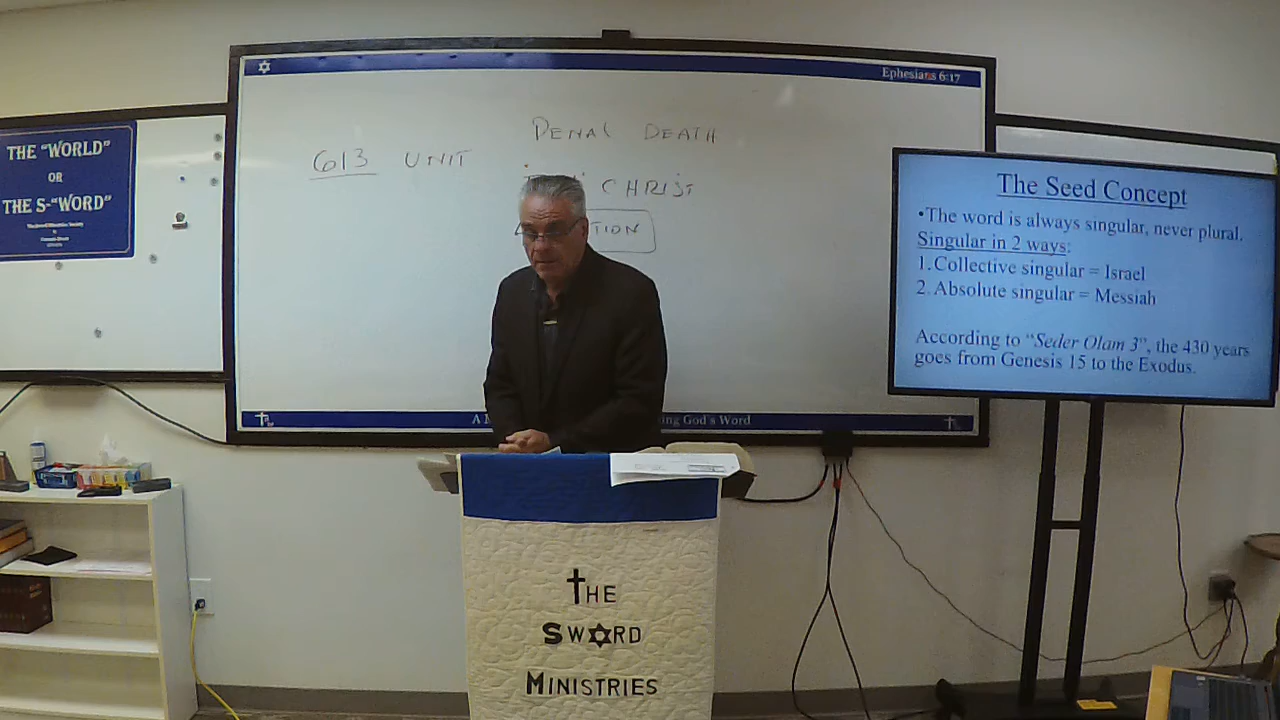 THE "WORLD"
OR
THE S-"WORD"
Ephesians 6:17
PENAL DEATH
613 UNIT
CHRIST
TION
ing God's Word
The Seed Concept
•The word is always singular, never plural.
Singular in 2 ways:
1. Collective singular = Israel
2. Absolute singular = Messiah
According to "Seder Olam 3", the 430 years
goes from Genesis 15 to the Exodus.
THE
SWORD
MINISTRIES